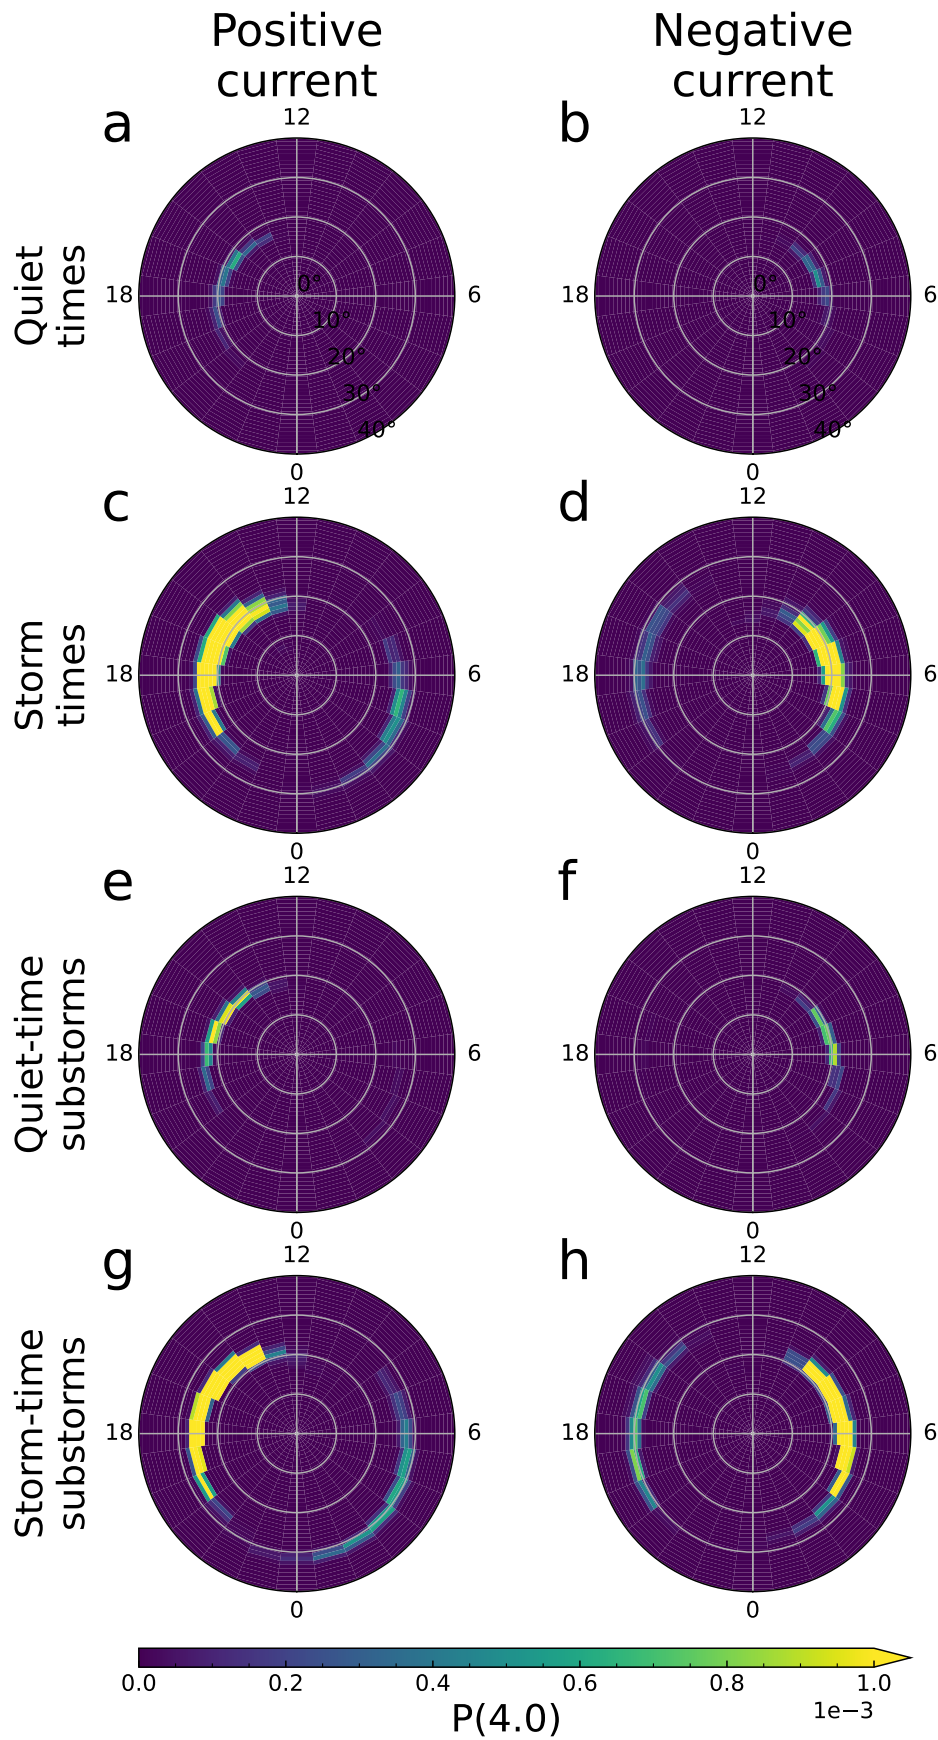 Positive
current
Negative
current
a
12
b
12
Quiet
times
18
6
0°
10°
20°
30°
40°
0
18
6
0°
10°
20°
30°
40°
0
c
12
d
12
Storm
times
18
6
0
18
6
0
e
12
f
12
Quiet-time
substorms
18
6
0
18
6
0
g
12
h
12
Storm-time
substorms
18
6
0
18
6
0
0.0 0.2 0.4 0.6 0.8 1.0
1e−3
P(4.0)